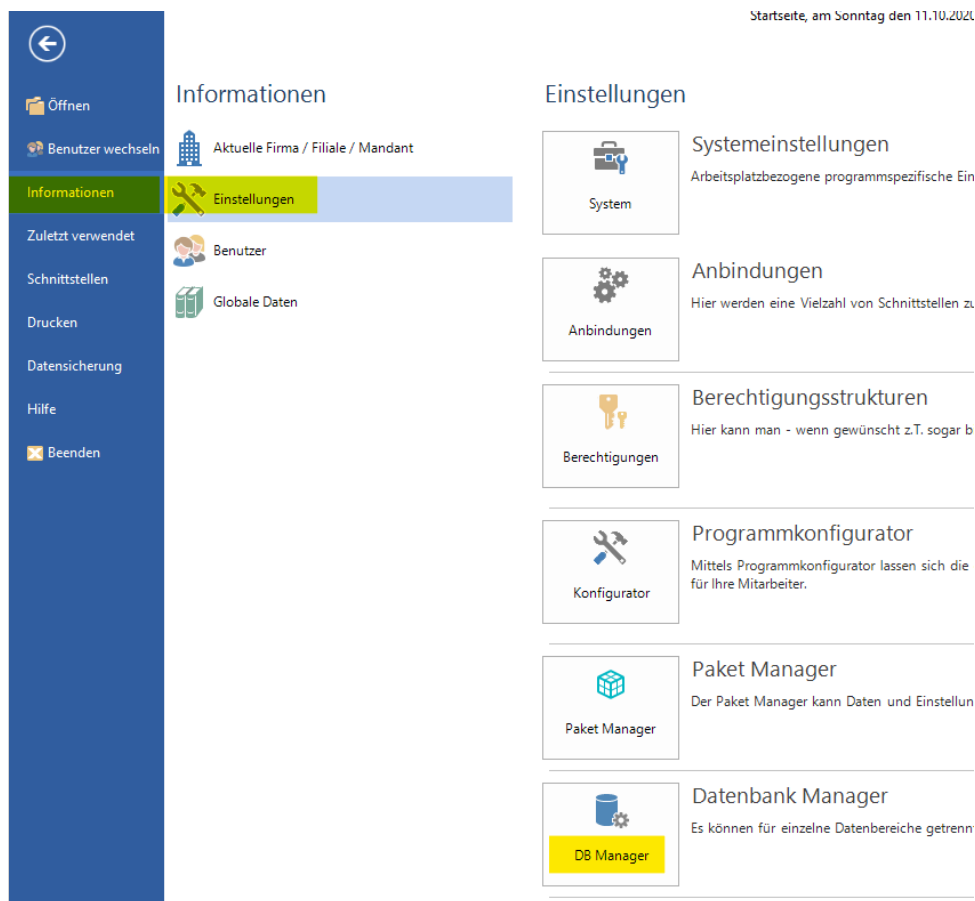 Startseite, am Sonntag den 11.10.2020
Öffnen
Benutzer wechseln
Informationen
Zuletzt verwendet
Schnittstellen
Drucken
Datensicherung
Hilfe
Beenden
Informationen
Aktuelle Firma / Filiale / Mandant
Einstellungen
Benutzer
Globale Daten
Einstellungen
System
Systemeinstellungen
Arbeitsplatzbezogene programmspezifische Ein
Anbindungen
Anbindungen
Hier werden eine Vielzahl von Schnittstellen zu
Berechtigungen
Berechtigungsstrukturen
Hier kann man - wenn gewünscht z.T. sogar b
Konfigurator
Programmkonfigurator
Mittels Programmkonfigurator lassen sich die
für Ihre Mitarbeiter.
Paket Manager
Paket Manager
Der Paket Manager kann Daten und Einstellun
DB Manager
Datenbank Manager
Es können für einzelne Datenbereiche getrenn